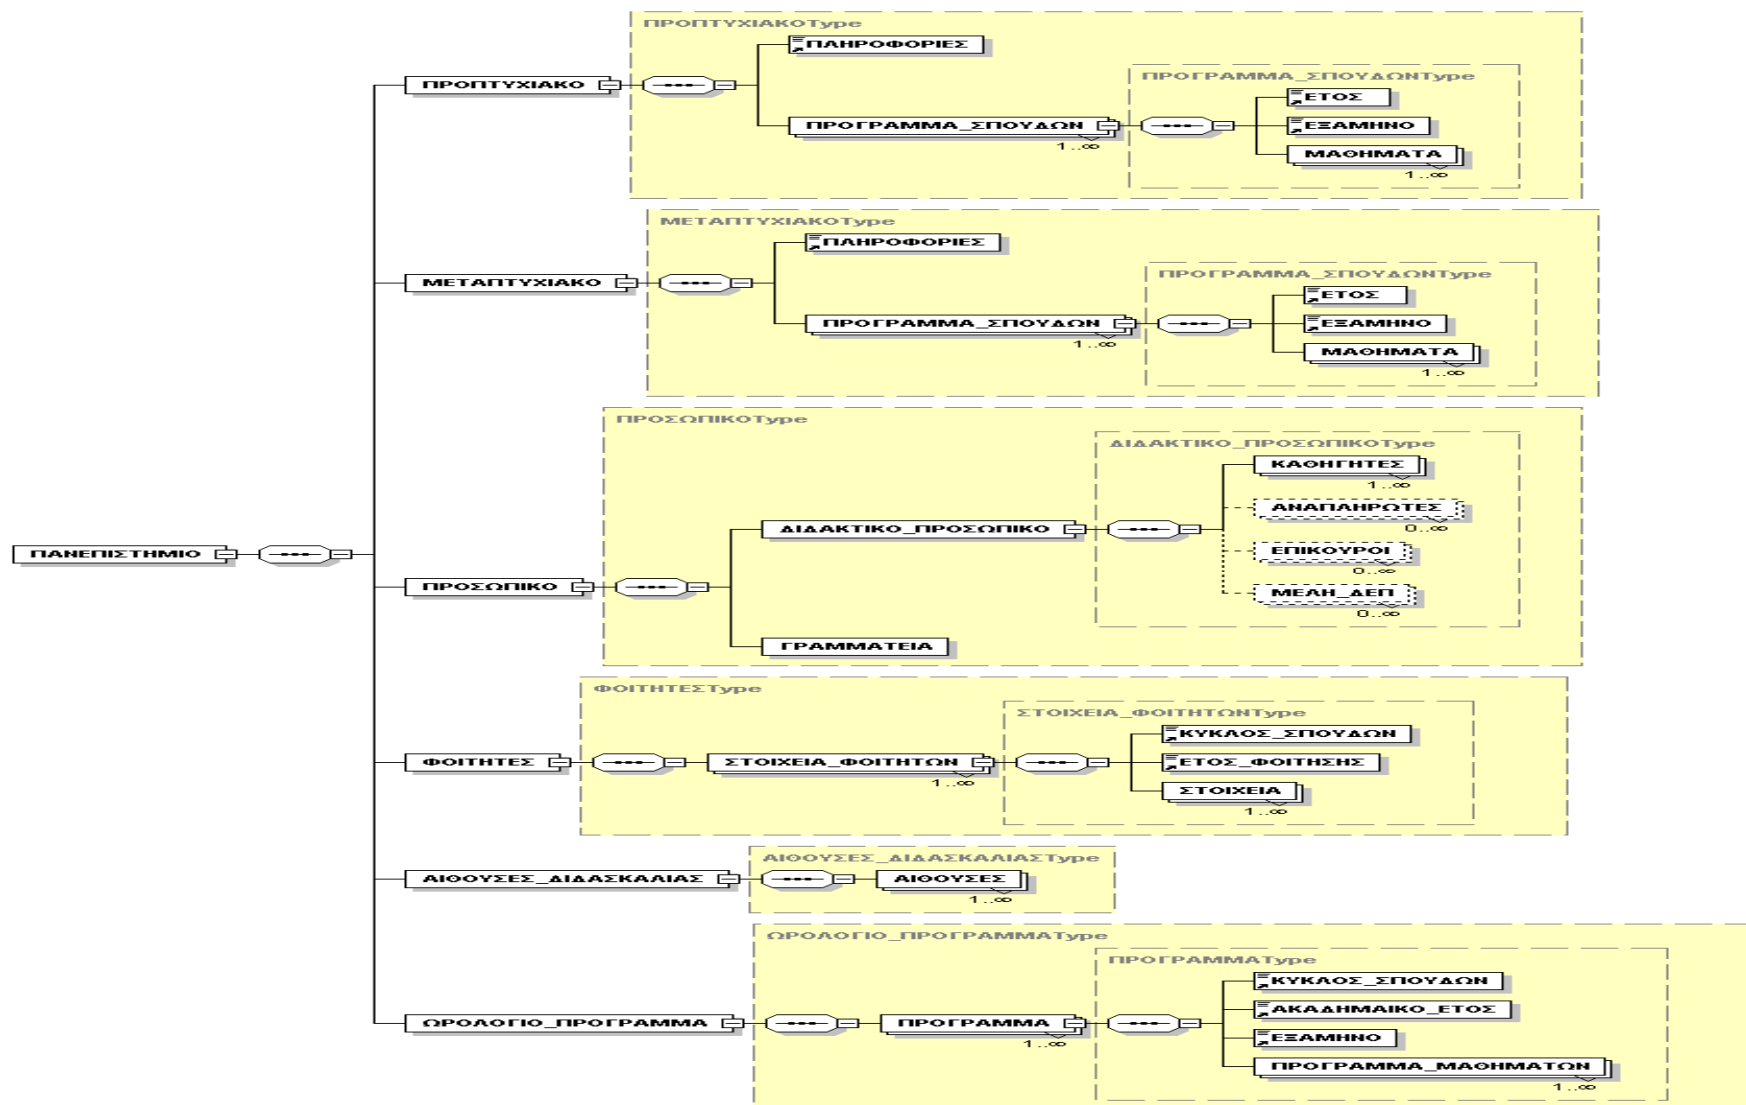 ΠΡΟΠΤΥΧΙΑΚΟType
ΠΛΗΡΟΦΟΡΙΕΣ
ΠΡΟΠΤΥΧΙΑΚΟ
ΠΡΟΓΡΑΜΜΑ_ΣΠΟΥΔΩΝType
ΕΤΟΣ
ΠΡΟΓΡΑΜΜΑ_ΣΠΟΥΔΩΝ
1..∞
ΕΞΑΜΗΝΟ
ΜΑΘΗΜΑΤΑ
1..∞
ΜΕΤΑΠΤΥΧΙΑΚΟType
ΠΛΗΡΟΦΟΡΙΕΣ
ΜΕΤΑΠΤΥΧΙΑΚΟ
ΠΡΟΓΡΑΜΜΑ_ΣΠΟΥΔΩΝType
ΕΤΟΣ
ΠΡΟΓΡΑΜΜΑ_ΣΠΟΥΔΩΝ
1..∞
ΕΞΑΜΗΝΟ
ΜΑΘΗΜΑΤΑ
1..∞
ΠΡΟΣΩΠΙΚΟType
ΔΙΔΑΚΤΙΚΟ_ΠΡΟΣΩΠΙΚΟType
ΚΑΘΗΓΗΤΕΣ
1..∞
ΑΝΑΠΛΗΡΩΤΕΣ
0..∞
ΔΙΔΑΚΤΙΚΟ_ΠΡΟΣΩΠΙΚΟ
ΕΠΙΚΟΥΡΟΙ
0..∞
ΜΕΛΗ_ΔΕΠ
0..∞
ΠΑΝΕΠΙΣΤΗΜΙΟ
ΠΡΟΣΩΠΙΚΟ
ΓΡΑΜΜΑΤΕΙΑ
ΦΟΙΤΗΤΕΣType
ΣΤΟΙΧΕΙΑ_ΦΟΙΤΗΤΩΝType
ΚΥΚΛΟΣ_ΣΠΟΥΔΩΝ
ΦΟΙΤΗΤΕΣ
ΣΤΟΙΧΕΙΑ_ΦΟΙΤΗΤΩΝ
1..∞
ΕΤΟΣ_ΦΟΙΤΗΣΗΣ
ΣΤΟΙΧΕΙΑ
1..∞
ΑΙΘΟΥΣΕΣ_ΔΙΔΑΣΚΑΛΙΑΣType
ΑΙΘΟΥΣΕΣ_ΔΙΔΑΣΚΑΛΙΑΣ
ΑΙΘΟΥΣΕΣ
1..∞
ΩΡΟΛΟΓΙΟ_ΠΡΟΓΡΑΜΜΑType
ΠΡΟΓΡΑΜΜΑType
ΚΥΚΛΟΣ_ΣΠΟΥΔΩΝ
ΑΚΑΔΗΜΑΙΚΟ_ΕΤΟΣ
ΩΡΟΛΟΓΙΟ_ΠΡΟΓΡΑΜΜΑ
ΠΡΟΓΡΑΜΜΑ
1..∞
ΕΞΑΜΗΝΟ
ΠΡΟΓΡΑΜΜΑ_ΜΑΘΗΜΑΤΩΝ
1..∞